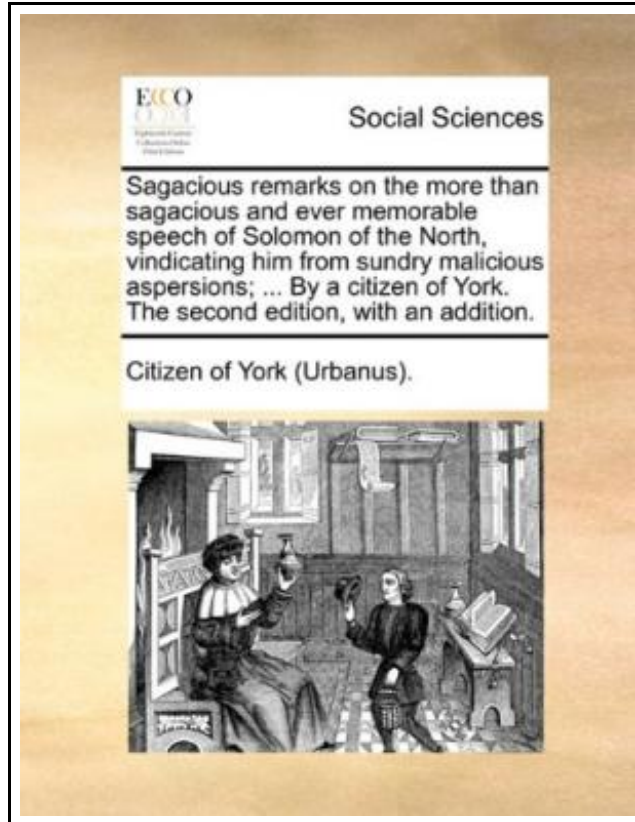 ECCO
Social Sciences
Sagacious remarks on the more than
sagacious and ever memorable
speech of Solomon of the North,
vindicating him from sundry malicious
aspersions; ... By a citizen of York.
The second edition, with an addition.
Citizen of York (Urbanus).